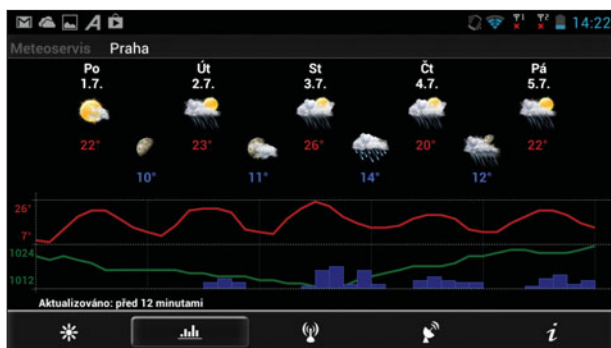 14:22
Meteoservis Praha
Po Út St Čt Pá
1.7. 2.7. 3.7. 4.7. 5.7.
22° 23° 26° 20° 22°
10° 11° 14° 12°
26°
7°
1024
1012
Aktualizováno: před 12 minutami